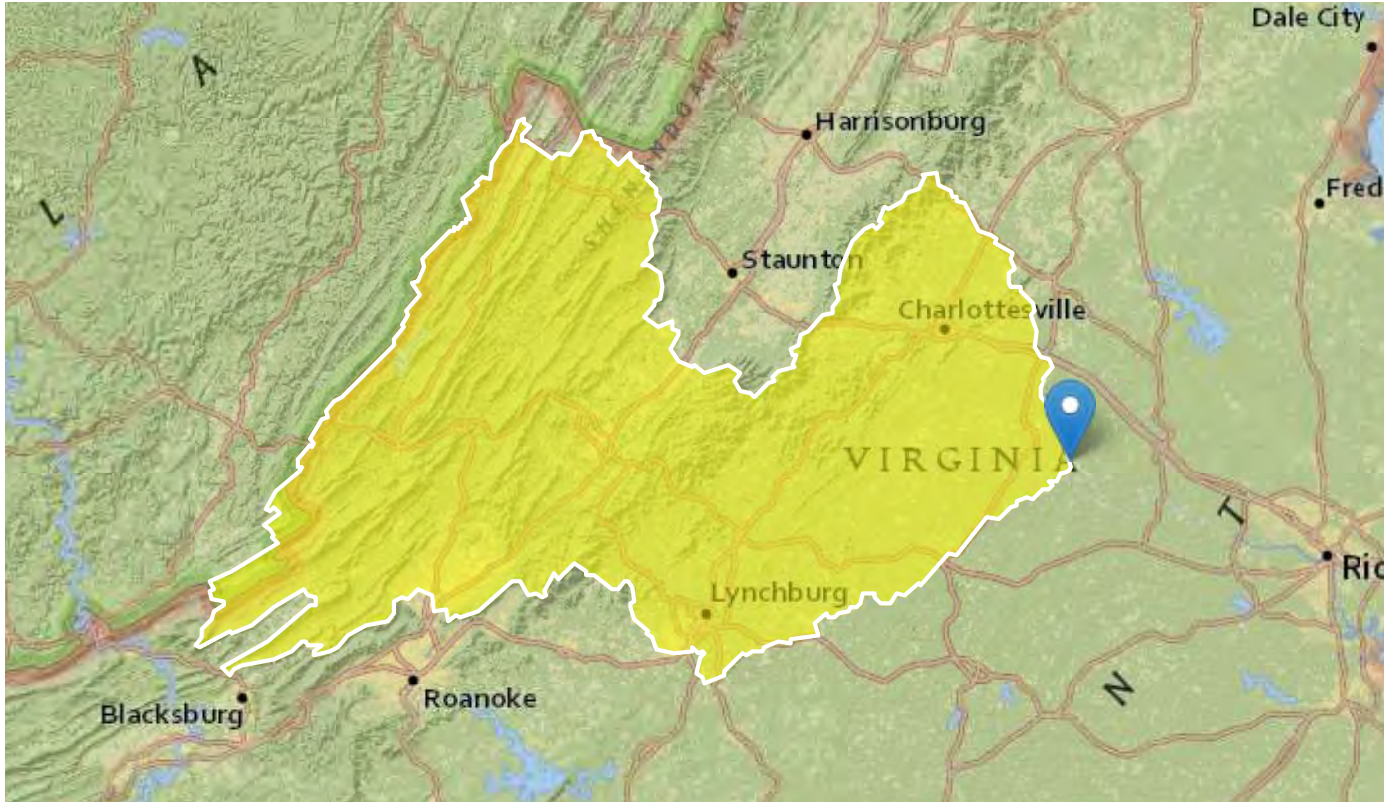 Dale City
A
Harrisonburg
Fred
L
Staunton
Charlottesville
VIRGINIA
T
Ric
Lynchburg
N
Roanoke
Blacksburg